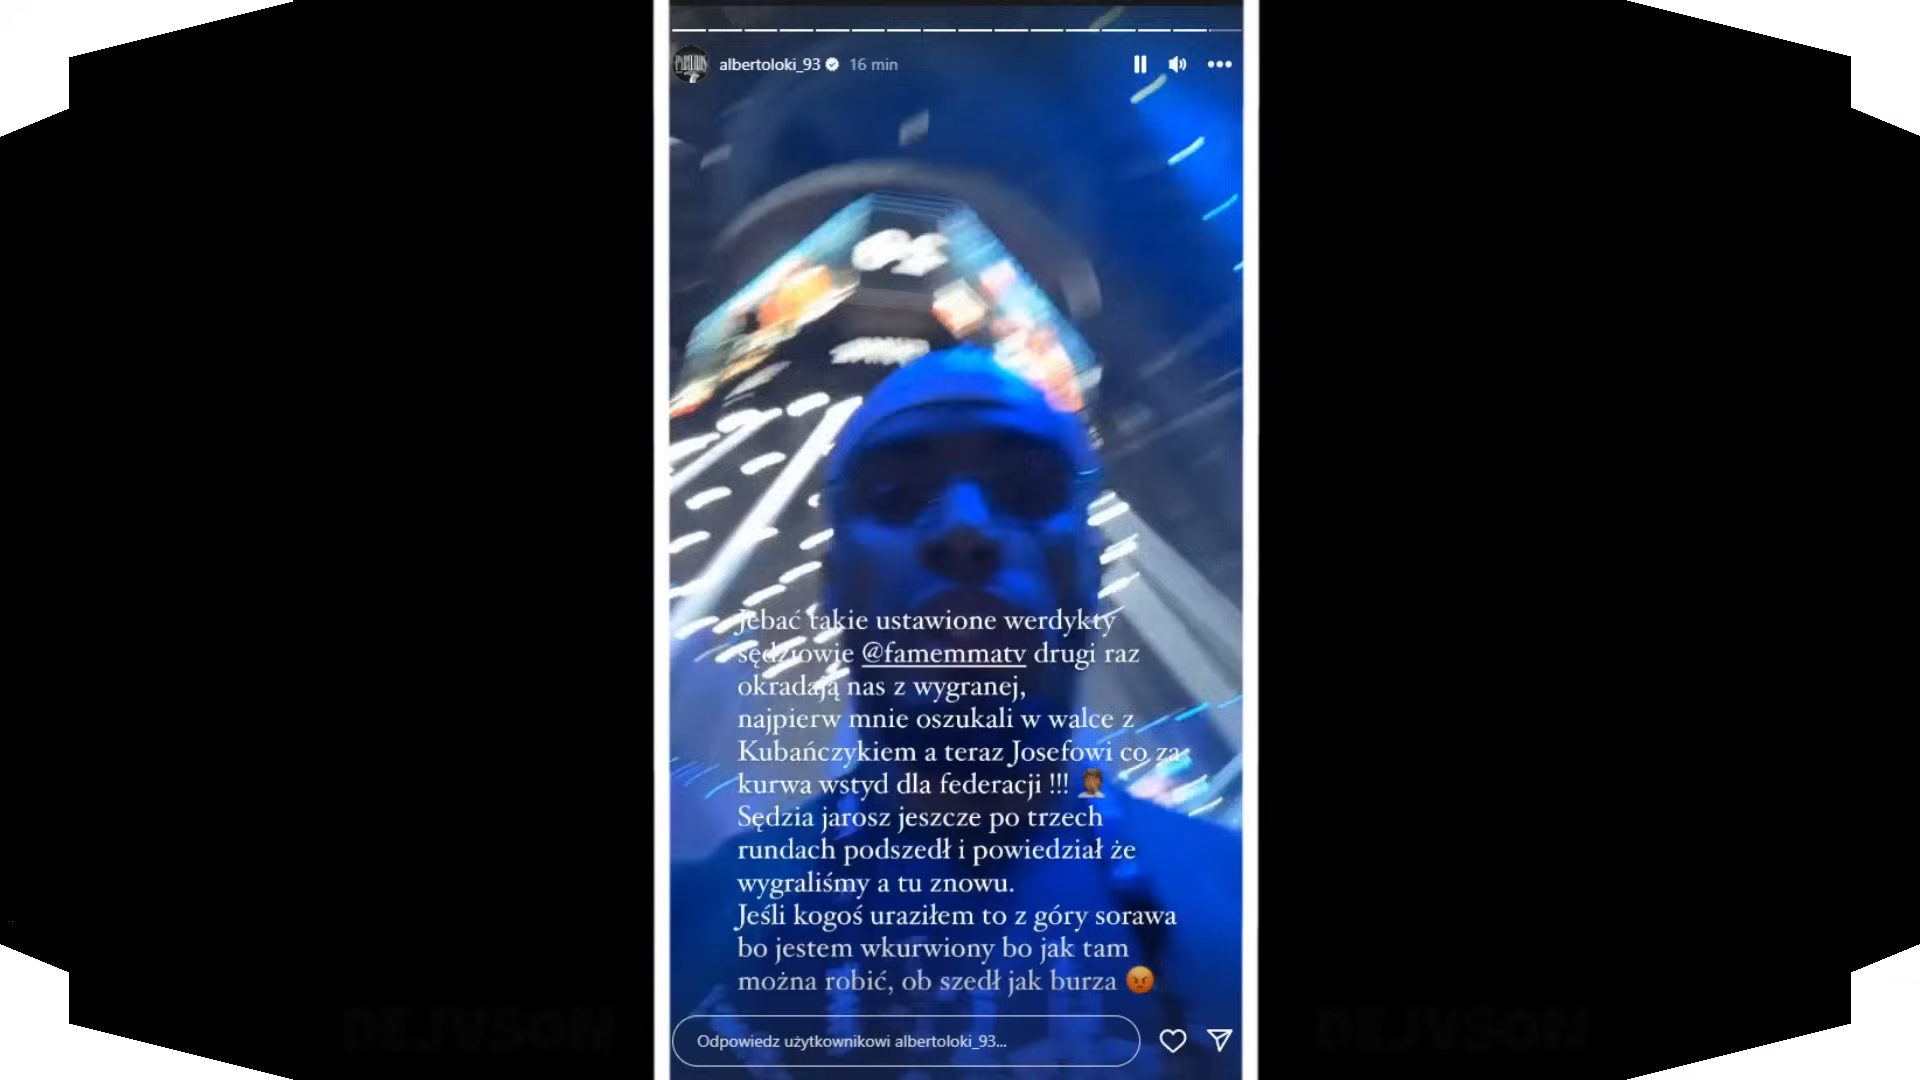 albertoloki_93 16 min
Jebać takie ustawione werdykty
sędziowie @famemmatv drugi raz
okradają nas z wygranej,
najpierw mnie oszukali w walce z
Kubańczykiem a teraz Josefowi co za
kurwa wstyd dla federacji !!! 🤦🏾‍♂️
Sędzia jarosz jeszcze po trzech
rundach podszedł i powiedział że
wygraliśmy a tu znowu.
Jeśli kogoś uraziłem to z góry sorawa
bo jestem wkurwiony bo jak tam
można robić, ob szedł jak burza 😡
Odpowiedz użytkownikowi albertoloki_93...
DEJVSON DEJVSON